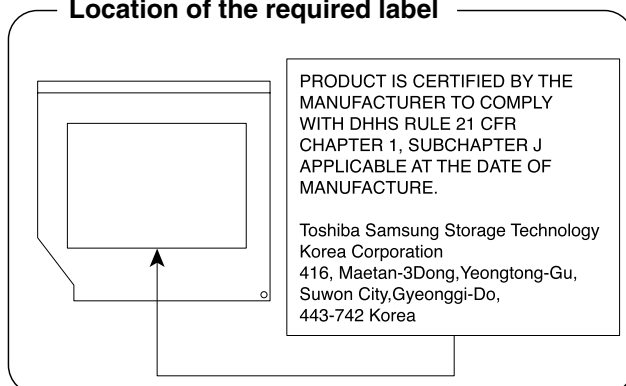 Location of the required label
PRODUCT IS CERTIFIED BY THE
MANUFACTURER TO COMPLY
WITH DHHS RULE 21 CFR
CHAPTER 1, SUBCHAPTER J
APPLICABLE AT THE DATE OF
MANUFACTURE.
Toshiba Samsung Storage Technology
Korea Corporation
416, Maetan-3Dong,Yeongtong-Gu,
Suwon City,Gyeonggi-Do,
443-742 Korea